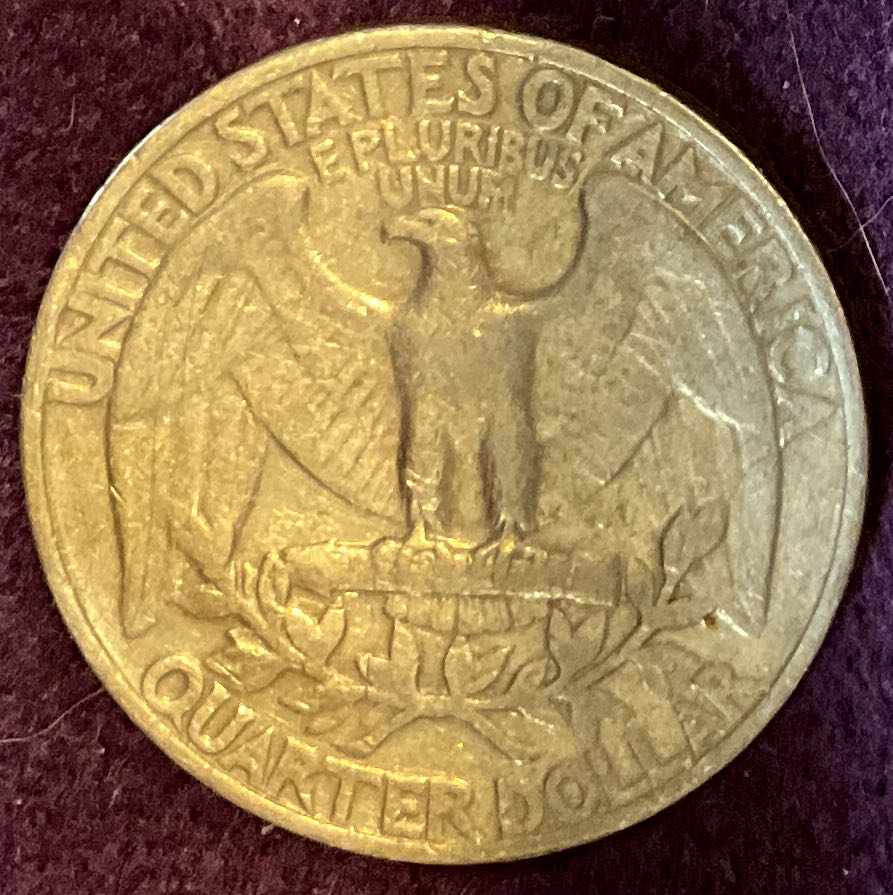 UNITED STATES OF AMERICA
E PLURIBUS
UNUM
QUARTER DOLLAR